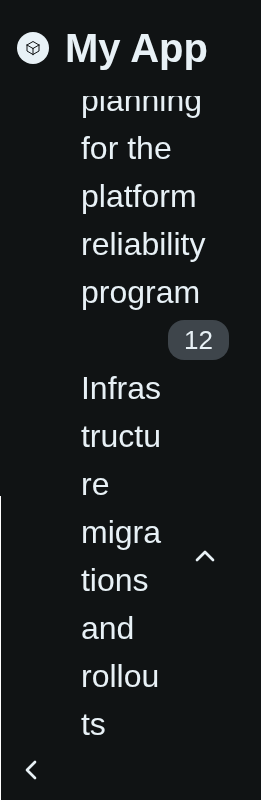 My App
planning
for the
platform
reliability
program
12
Infras
tructu
re
migra
tions
and
rollou
ts